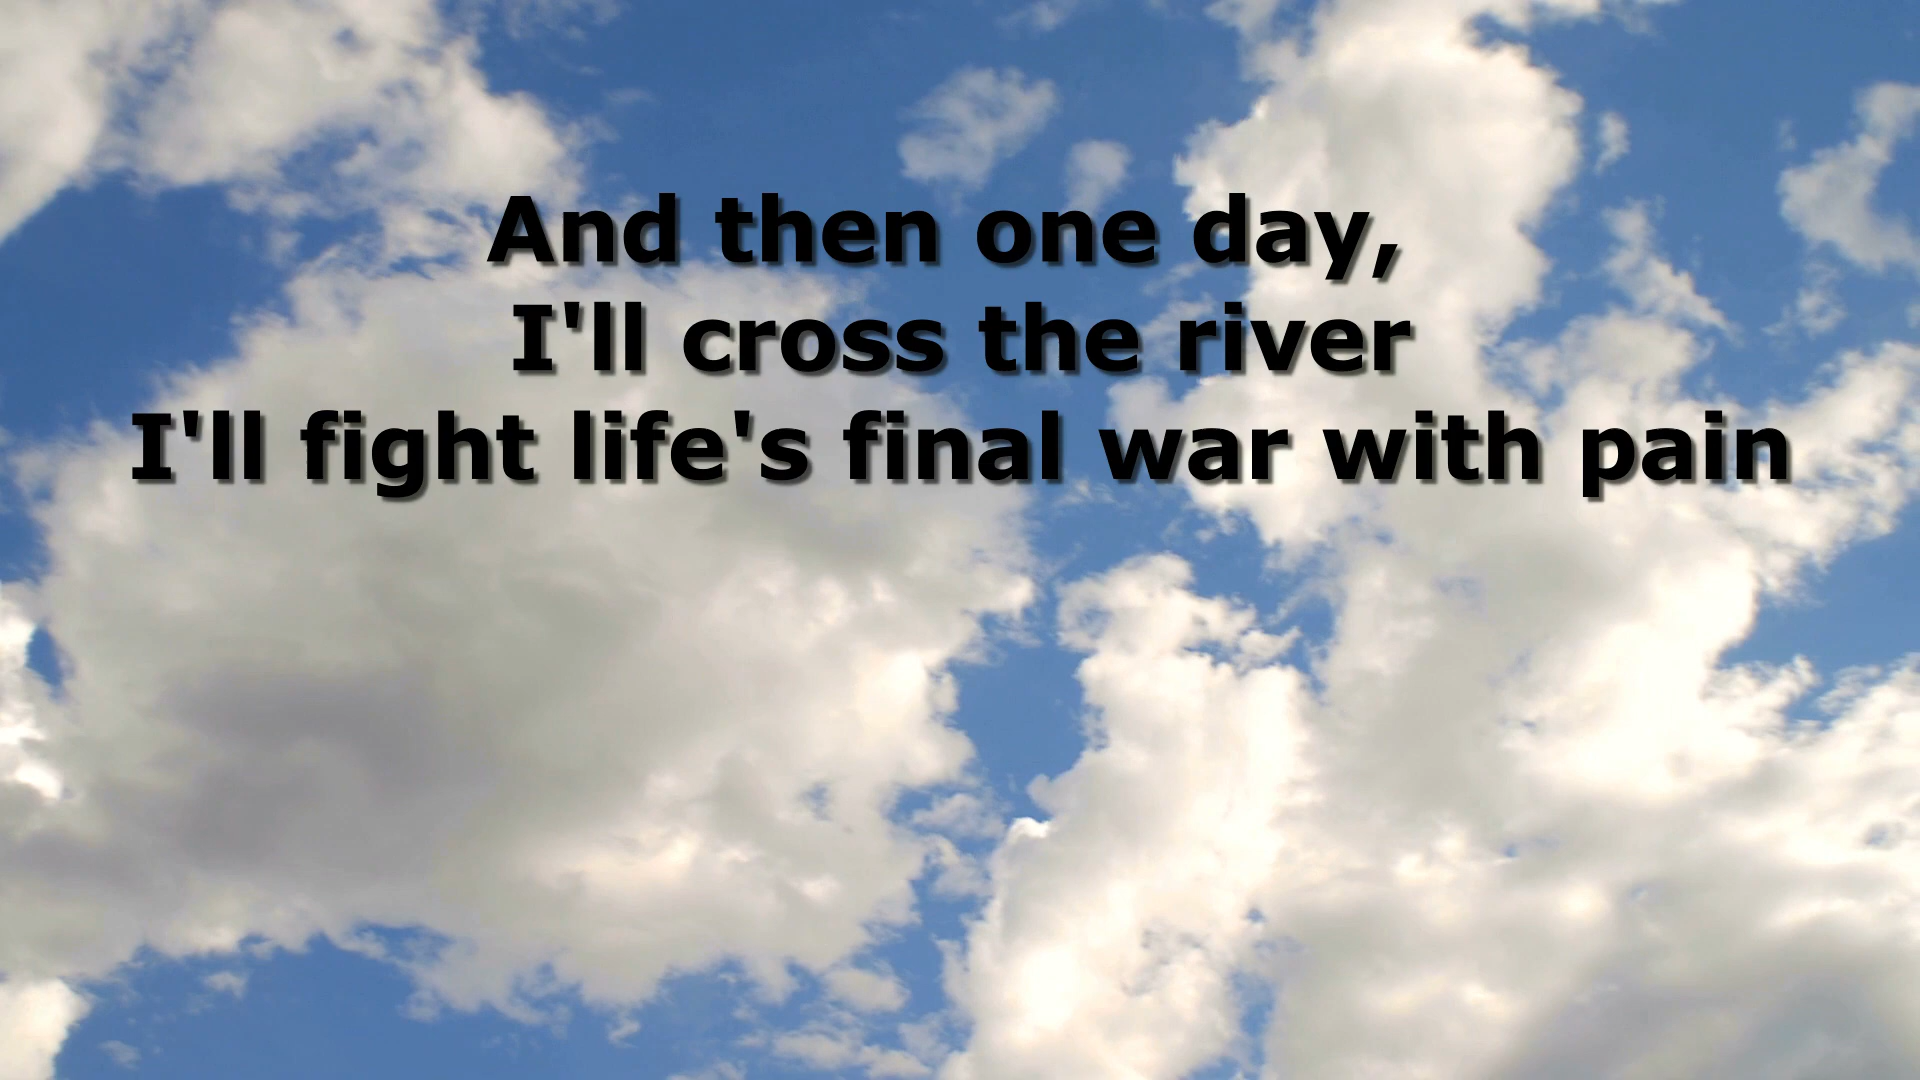 And then one day,
I'll cross the river
I'll fight life's final war with pain